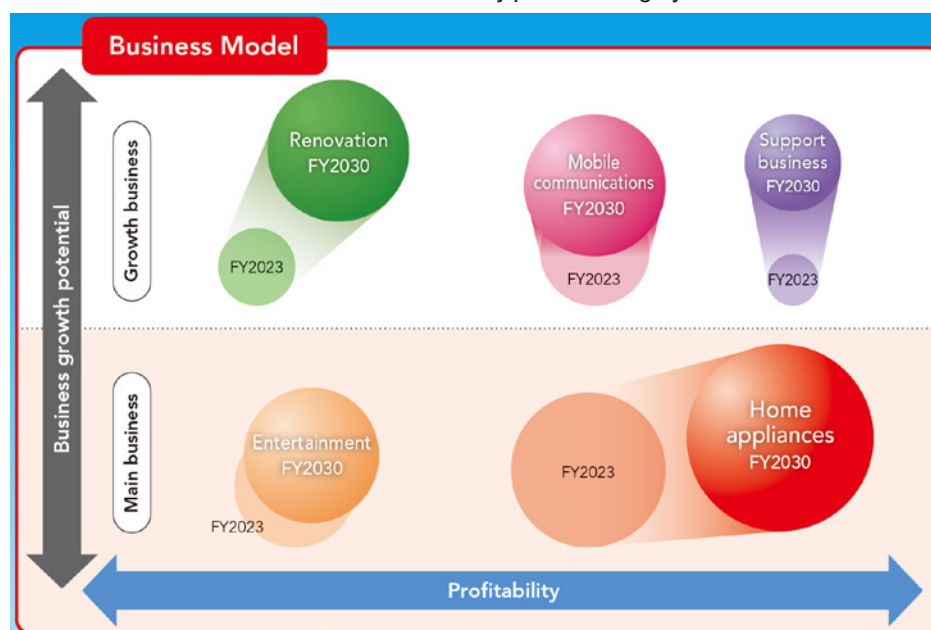 Business Model
Business growth potential
Growth business
Renovation
FY2030
FY2023
Mobile
communications
FY2030
FY2023
Support
business
FY2030
FY2023
Main business
Entertainment
FY2030
FY2023
FY2023
Home
appliances
FY2030
Profitability